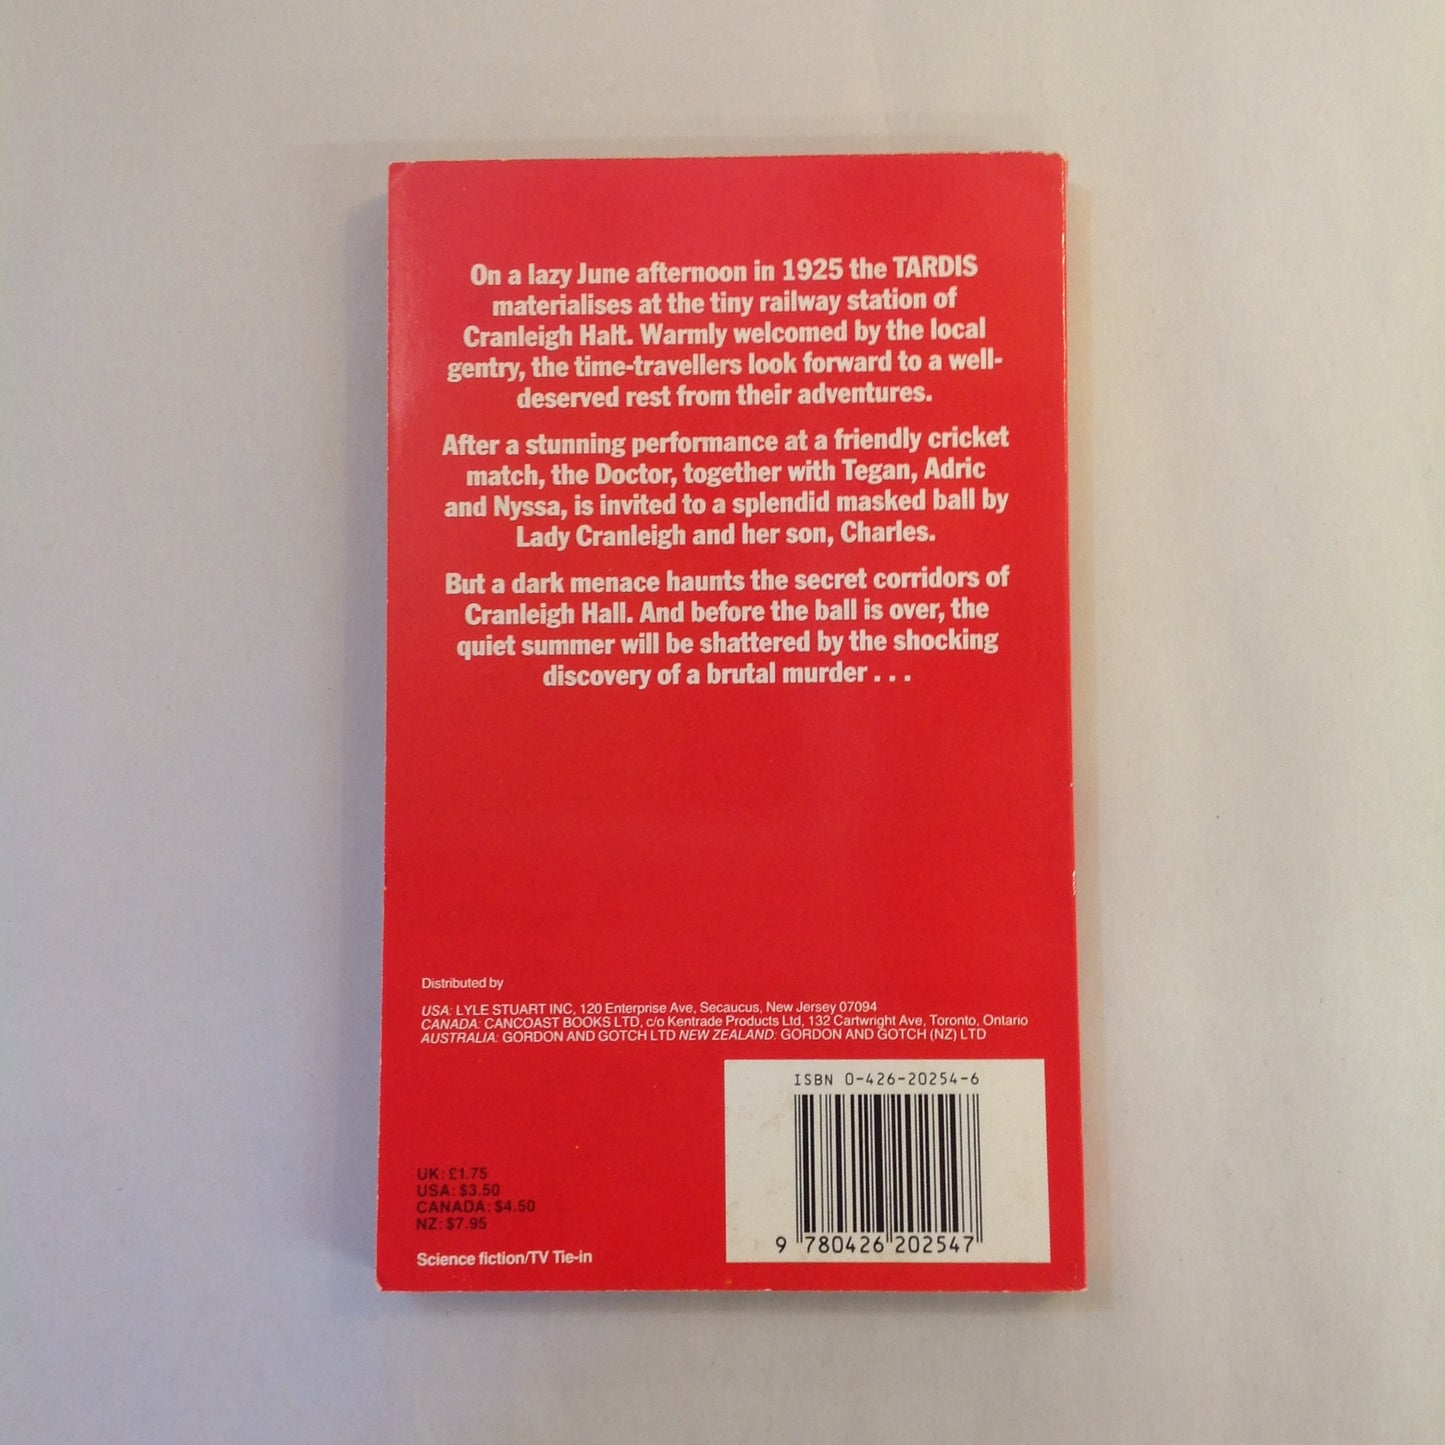 On a lazy June afternoon in 1925 the TARDIS
materialises at the tiny railway station of
Cranleigh Halt. Warmly welcomed by the local
gentry, the time-travellers look forward to a well-
deserved rest from their adventures.
After a stunning performance at a friendly cricket
match, the Doctor, together with Tegan, Adric
and Nyssa, is invited to a splendid masked ball by
Lady Cranleigh and her son, Charles.
But a dark menace haunts the secret corridors of
Cranleigh Hall. And before the ball is over, the
quiet summer will be shattered by the shocking
discovery of a brutal murder . . .
Distributed by
USA: LYLE STUART INC, 120 Enterprise Ave, Secaucus, New Jersey 07094
CANADA: CANCOAST BOOKS LTD, c/o Kentrade Products Ltd, 132 Cartwright Ave, Toronto, Ontario
AUSTRALIA: GORDON AND GOTCH LTD NEW ZEALAND: GORDON AND GOTCH (NZ) LTD
ISBN 0-426-20254-6
9 780426 202547
UK: £1.75
USA: $3.50
CANADA: $4.50
NZ: $7.95
Science fiction/TV Tie-in